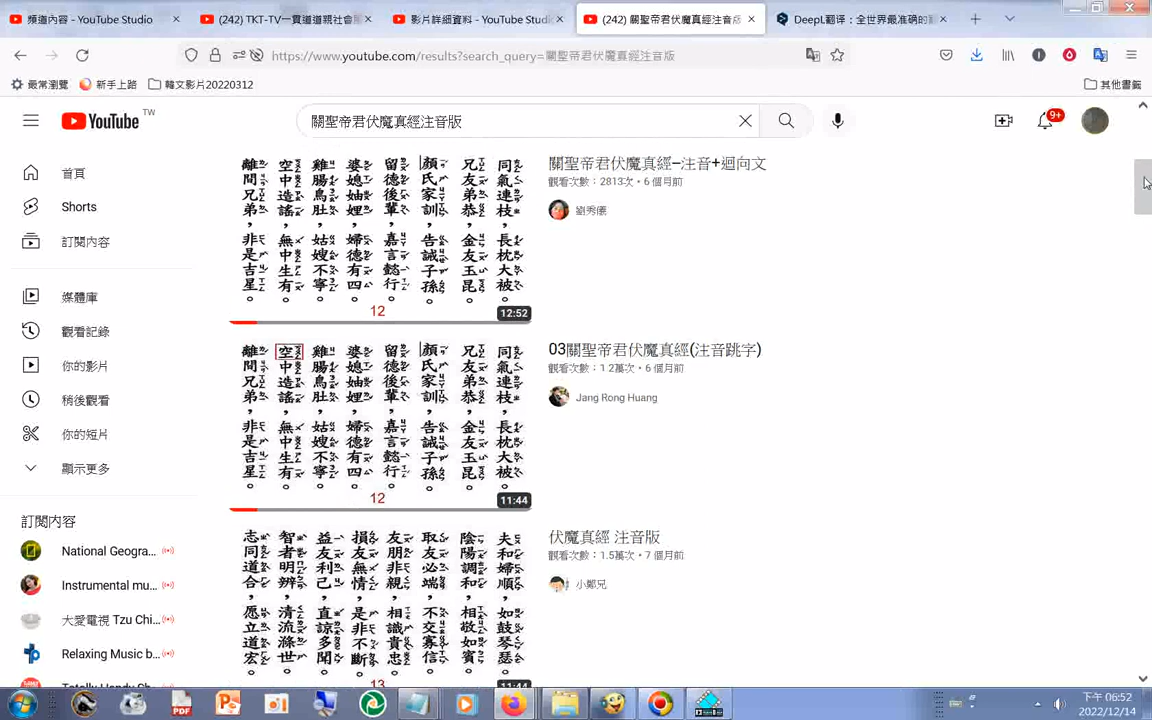 頻道內容 - YouTube Studio
(242) TKT-TV一貫道道親社會
影片詳細資料 - YouTube Studi
(242) 關聖帝君伏魔真經注音版
DeepL翻译：全世界最准确的
https://www.youtube.com/results?search_query=關聖帝君伏魔真經注音版
最常瀏覽
新手上路
韓文影片20220312
其他書籤
YouTube TW
關聖帝君伏魔真經注音版
9+
首頁
Shorts
訂閱內容
媒體庫
觀看記錄
你的影片
稍後觀看
你的短片
顯示更多
訂閱內容
National Geogra...
Instrumental mu...
大愛電視 Tzu Chi...
Relaxing Music b...
同氣連枝，長枕大被。
兄友弟恭，金友玉昆。
顏氏家訓，告誡子孫。
留德後輩，嘉言懿行。
婆媳妯娌，婦德有四。
雞腸鳥肚，姑嫂不寧。
空中造謠，無中生有。
離間兄弟，非是吉星。
12
12:52
關聖帝君伏魔真經–注音+迴向文
觀看次數：2813次 • 6 個月前
劉秀儀
同氣連枝，長枕大被。
兄友弟恭，金友玉昆。
顏氏家訓，告誡子孫。
留德後輩，嘉言懿行。
婆媳妯娌，婦德有四。
雞腸鳥肚，姑嫂不寧。
空中造謠，無中生有。
離間兄弟，非是吉星。
12
11:44
03關聖帝君伏魔真經(注音跳字)
觀看次數：1.2萬次 • 6 個月前
Jang Rong Huang
夫和婦順，如鼓琴瑟。
陰陽調和，相敬如賓。
取友必端，不交寡信。
友朋非親，相識貴忠。
損友無情，是非不斷。
益友利己，直諒多聞。
智者明辨，清流滌世。
志同道合，愿立道宏。
13
11:44
伏魔真經 注音版
觀看次數：1.5萬次 • 7 個月前
小鄭兄
下午 06:52
2022/12/14